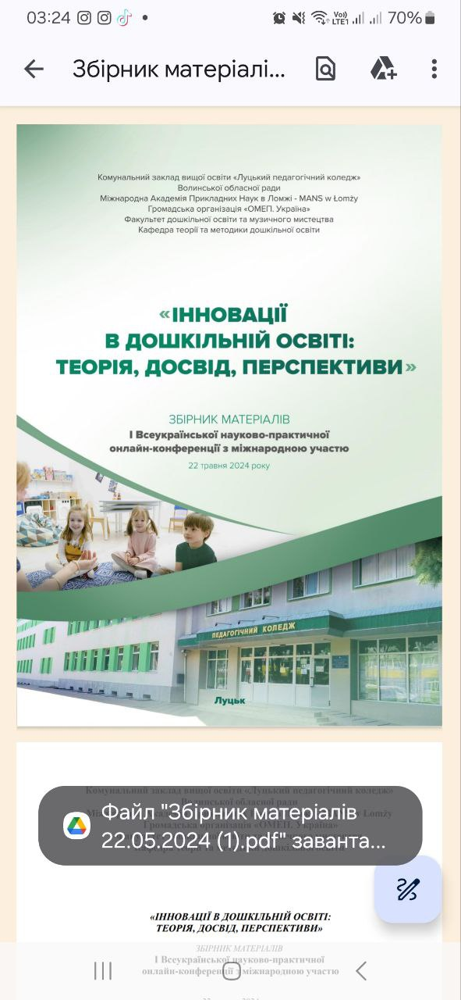 03:24
Vo))
LTE1
70%
Збірник матеріалі...
Комунальний заклад вищої освіти «Луцький педагогічний коледж»
Волинської обласної ради
Міжнародна Академія Прикладних Наук в Ломжі - MANS w Łomży
Громадська організація «ОМЕП. Україна»
Факультет дошкільної освіти та музичного мистецтва
Кафедра теорії та методики дошкільної освіти
«ІННОВАЦІЇ
В ДОШКІЛЬНІЙ ОСВІТІ:
ТЕОРІЯ, ДОСВІД, ПЕРСПЕКТИВИ»
ЗБІРНИК МАТЕРІАЛІВ
І Всеукраїнської науково-практичної
онлайн-конференції з міжнародною участю
22 травня 2024 року
ПЕДАГОГІЧНИЙ КОЛЕДЖ
Луцьк
Комунальний заклад вищої освіти «Луцький педагогічний коледж»
Файл "Збірник матеріалів
22.05.2024 (1).pdf" заванта...
«ІННОВАЦІЇ В ДОШКІЛЬНІЙ ОСВІТІ:
ТЕОРІЯ, ДОСВІД, ПЕРСПЕКТИВИ»
ЗБІРНИК МАТЕРІАЛІВ
І Всеукраїнської науково-практичної
онлайн-конференції з міжнародною участю